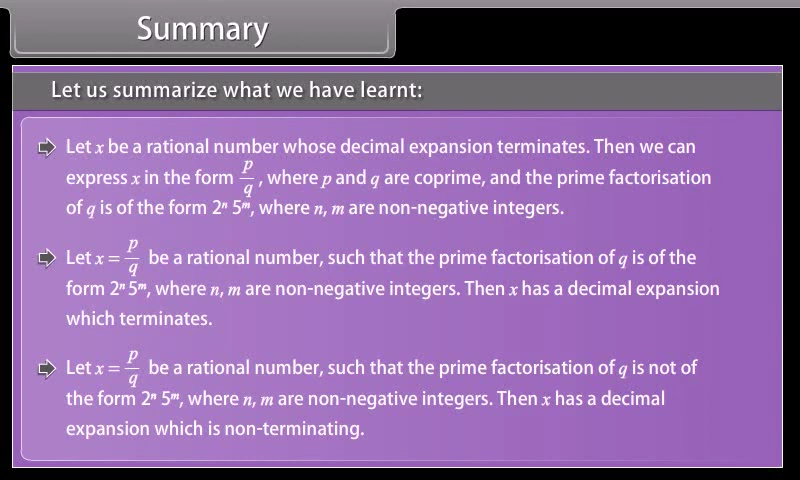 Summary
Let us summarize what we have learnt:
Let x be a rational number whose decimal expansion terminates. Then we can
express x in the form p/q, where p and q are coprime, and the prime factorisation
of q is of the form 2ⁿ 5ᵐ, where n, m are non-negative integers.
Let x = p/q be a rational number, such that the prime factorisation of q is of the
form 2ⁿ 5ᵐ, where n, m are non-negative integers. Then x has a decimal expansion
which terminates.
Let x = p/q be a rational number, such that the prime factorisation of q is not of
the form 2ⁿ 5ᵐ, where n, m are non-negative integers. Then x has a decimal
expansion which is non-terminating.